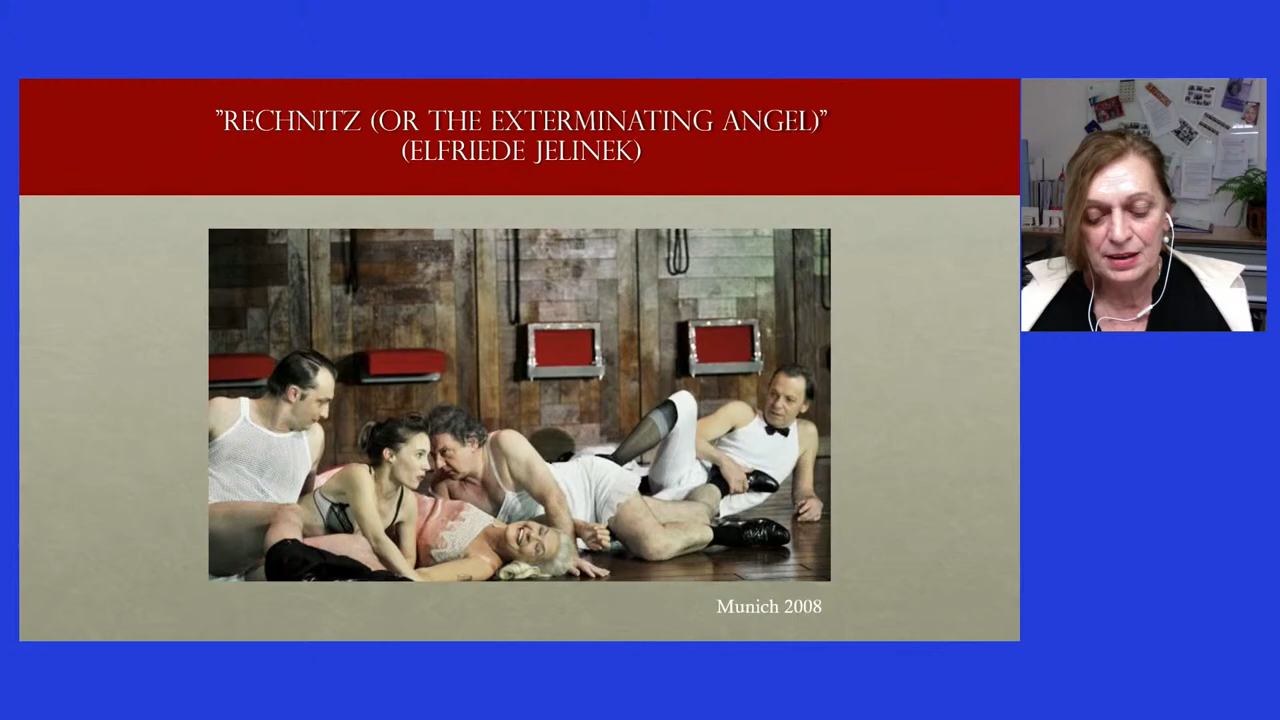 ”RECHNITZ (OR THE EXTERMINATING ANGEL)”
(ELFRIEDE JELINEK)
Munich 2008